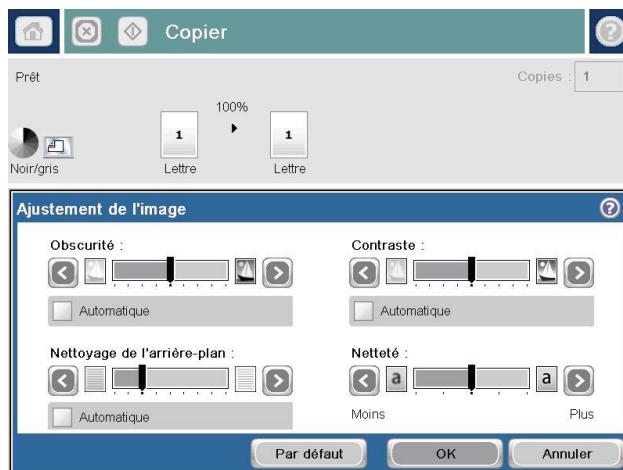 Copier
Prêt
Copies : 1
100%
1
1
Noir/gris
Lettre
Lettre
Ajustement de l'image
Obscurité :
Contraste :
Automatique
Automatique
Nettoyage de l'arrière-plan :
Netteté :
a
a
Automatique
Moins
Plus
Par défaut
OK
Annuler